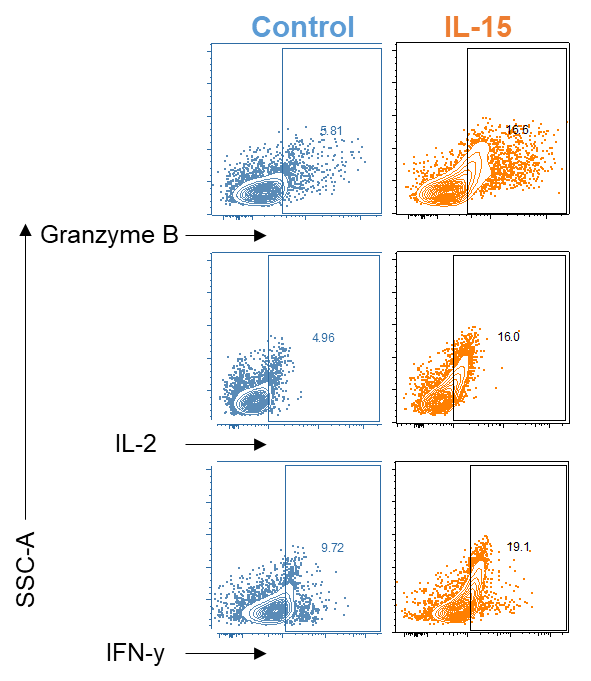 Control
IL-15
5.81
16.6
Granzyme B
4.96
16.0
IL-2
9.72
19.1
IFN-y
SSC-A